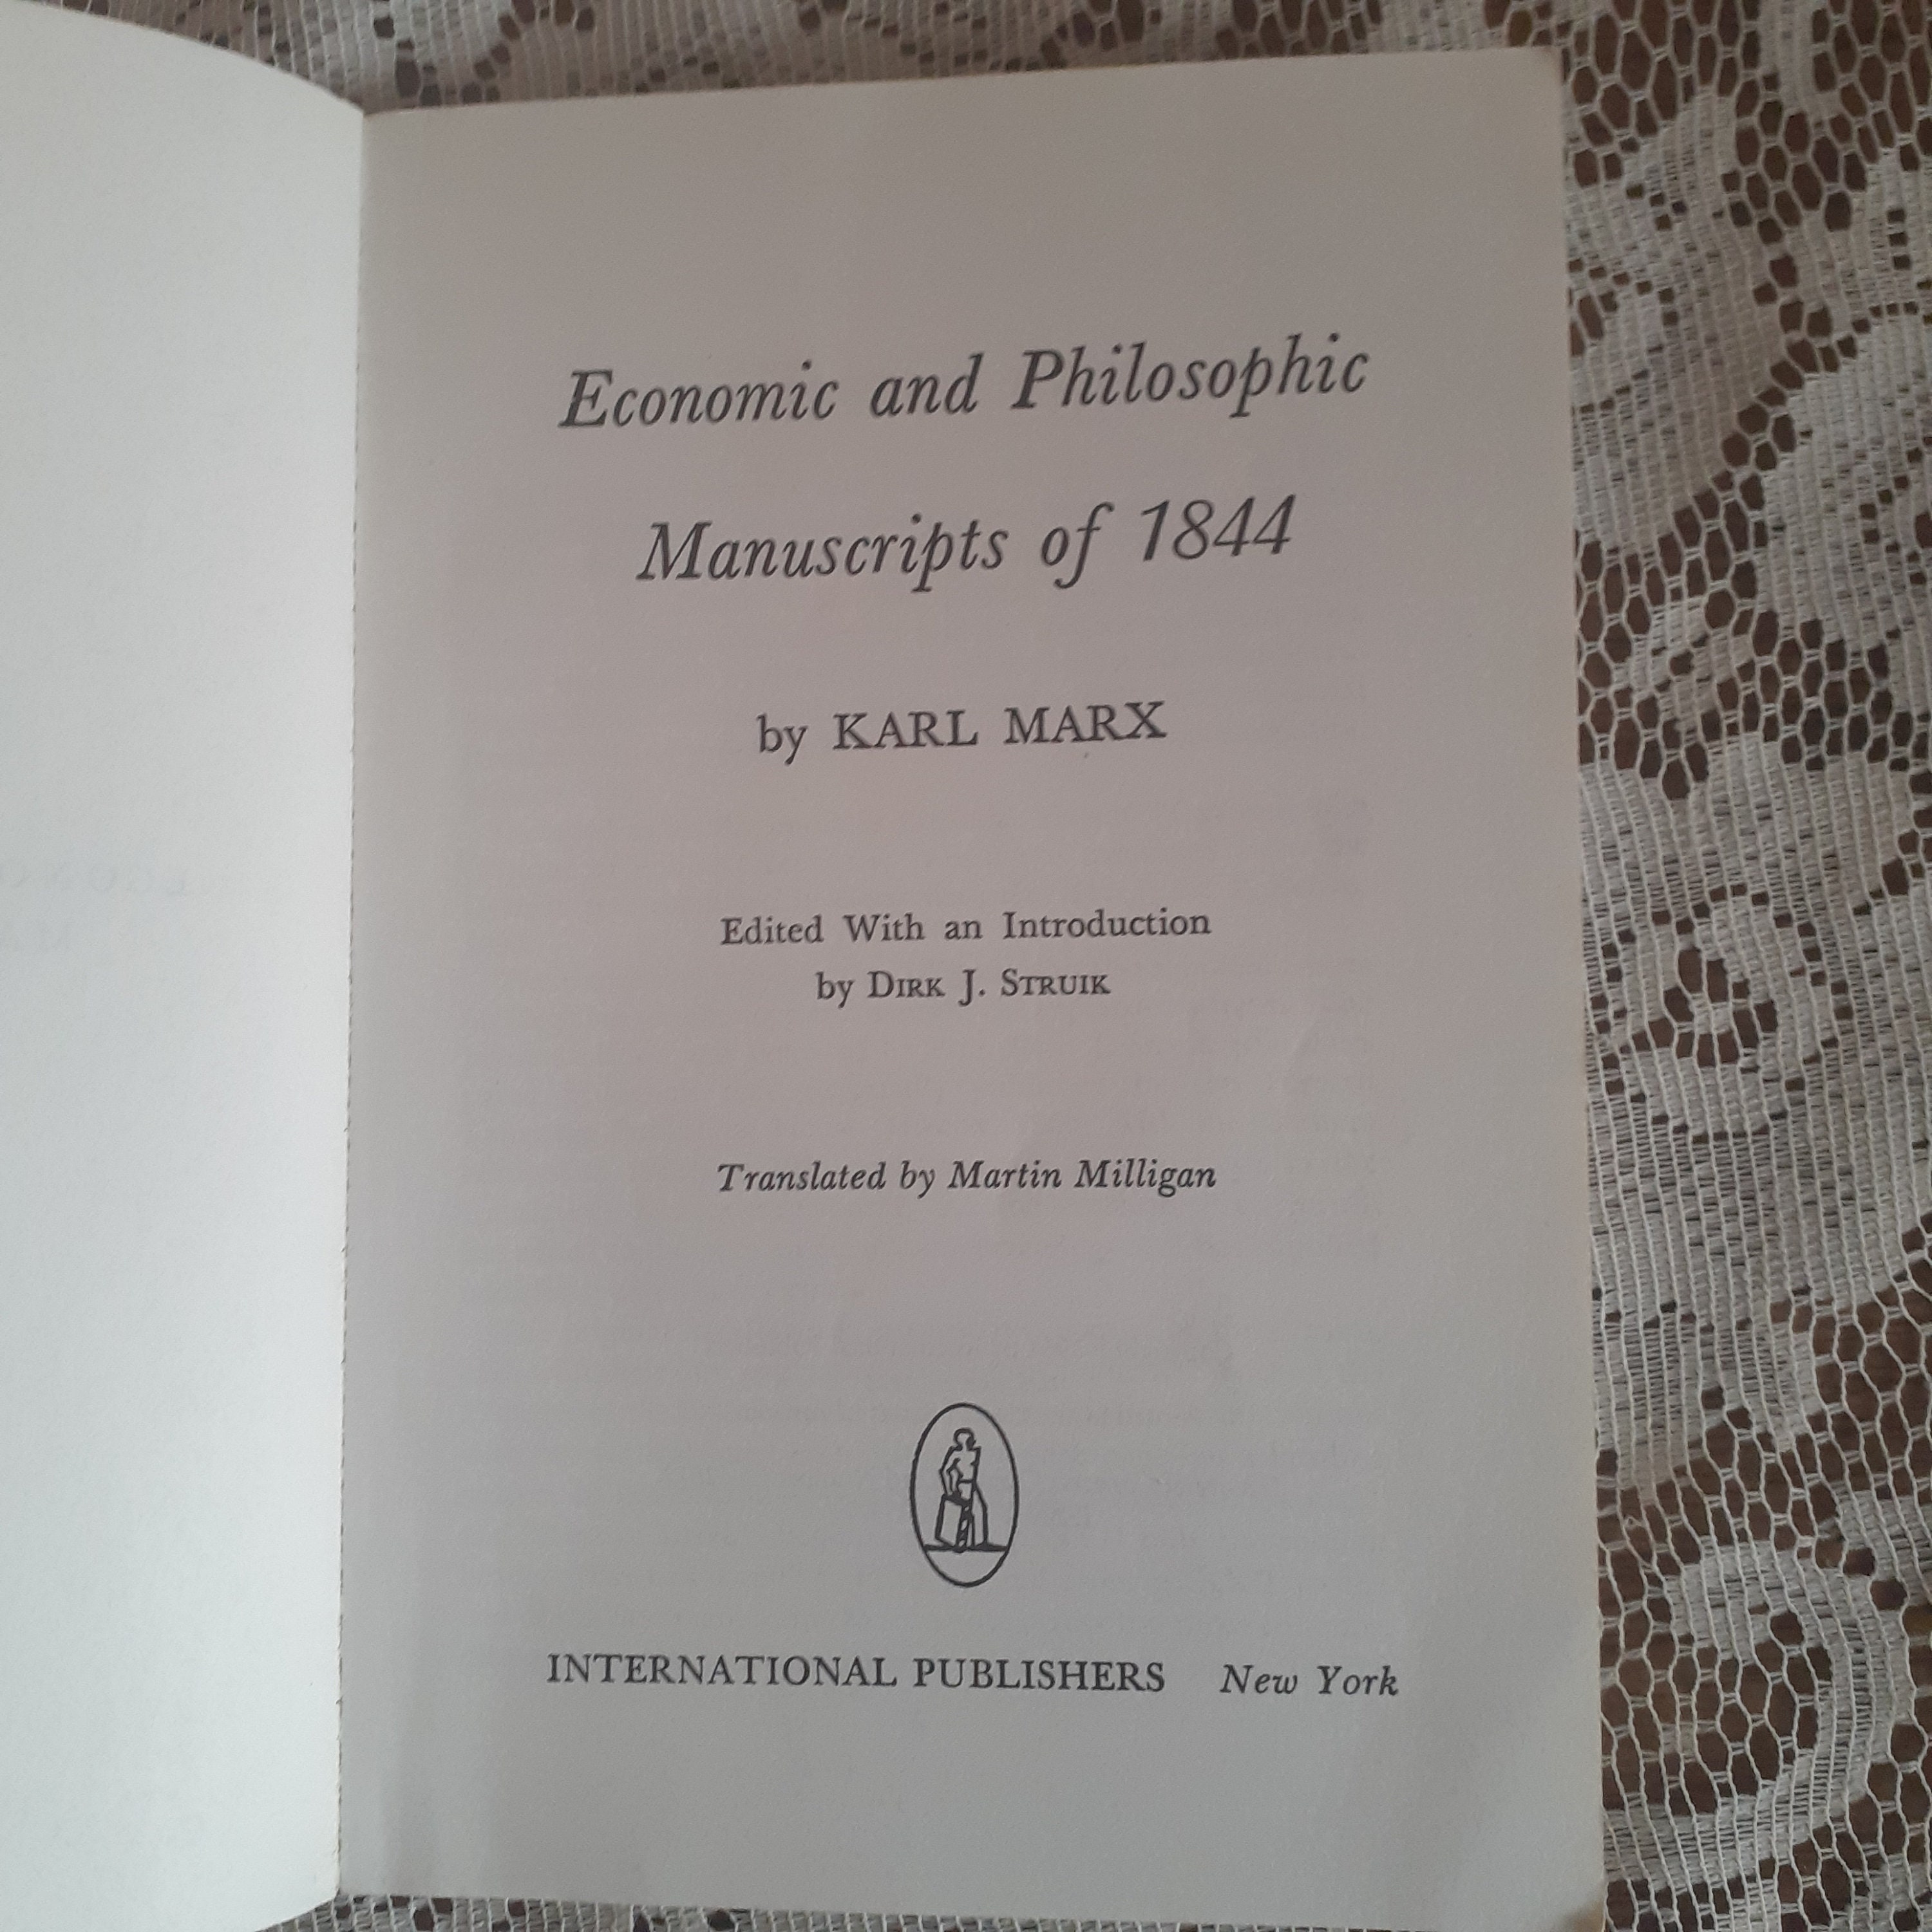 Economic and Philosophic
Manuscripts of 1844
by KARL MARX
Edited With an Introduction
by DIRK J. STRUIK
Translated by Martin Milligan
INTERNATIONAL PUBLISHERS New York